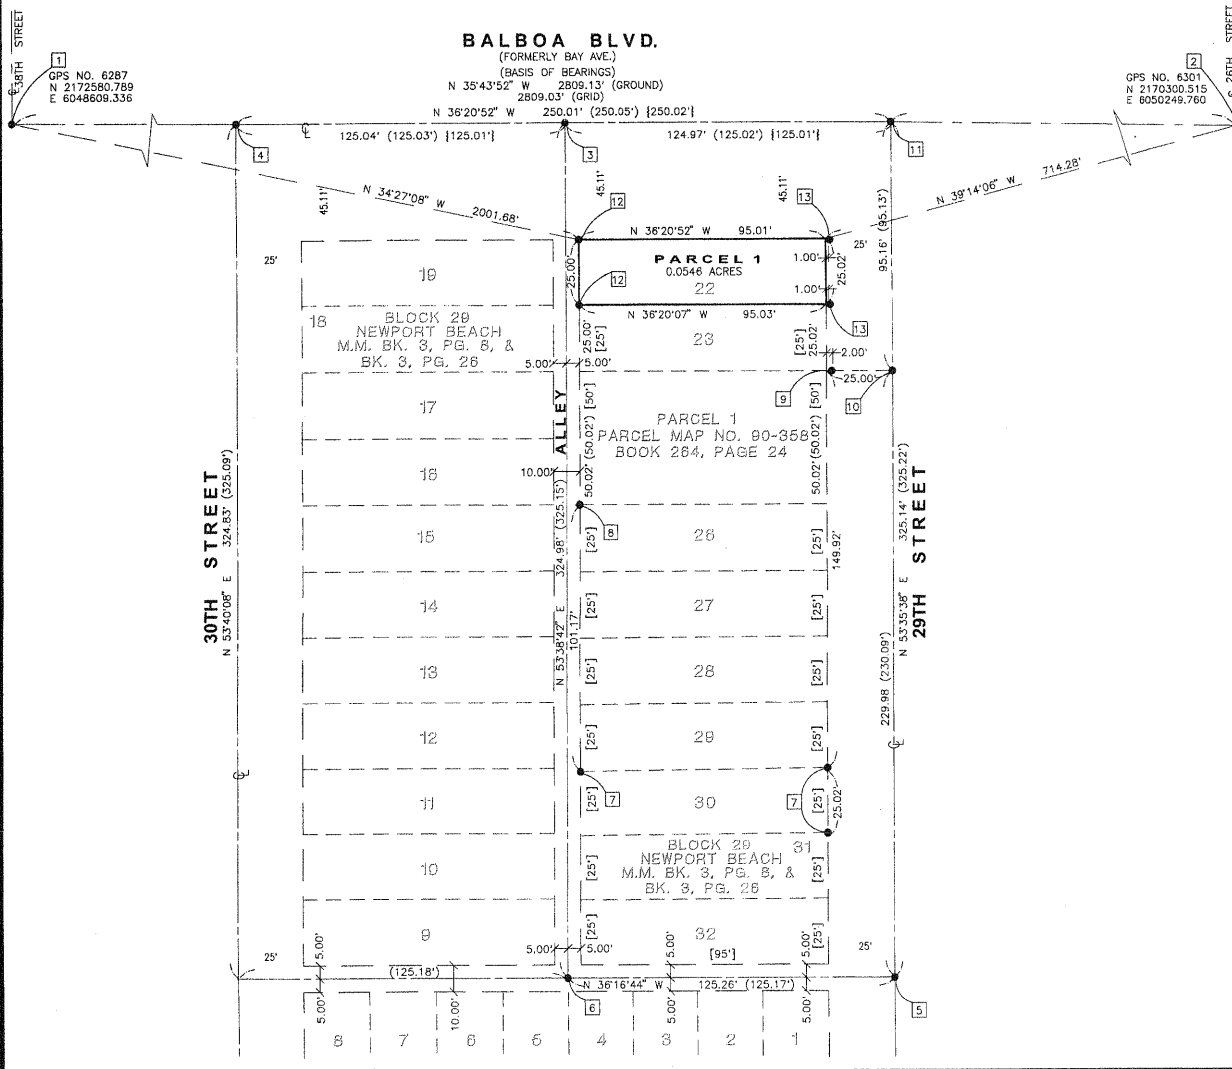 BALBOA BLVD.
(FORMERLY BAY AVE.)
(BASIS OF BEARINGS)
N 35°43'52" W 2809.13' (GROUND)
2809.03' (GRID)
N 36°20'52" W 250.01' (250.05') {250.02'}
125.04' (125.03') {125.01'}
124.97' (125.02') {125.01'}
38TH STREET
1
GPS NO. 6287
N 2172580.789
E 6048609.336
26TH STREET
2
GPS NO. 6301
N 2170300.515
E 6050249.760
4
3
11
45.11'
45.11'
45.11'
N 34°27'08" W 2001.68'
N 39°14'06" W 714.28'
95.16' (95.13')
12
13
N 36°20'52" W 95.01'
PARCEL 1
0.0546 ACRES
22
25.00'
1.00'
1.00'
25.02'
25'
25'
12
13
N 36°20'07" W 95.03'
23
25.00'
[25']
[25']
25.02'
2.00'
25.00'
9
10
19
18
BLOCK 29
NEWPORT BEACH
M.M. BK. 3, PG. 8, &
BK. 3, PG. 26
5.00'
5.00'
17
ALLEY
PARCEL 1
PARCEL MAP NO. 90-358
BOOK 264, PAGE 24
50.02' (50.02') [50']
50.02' (50.02') [50']
10.00'
16
30TH STREET
N 53°40'08" E 324.83' (325.09')
29TH STREET
N 53°35'38" E 325.14' (325.22')
N 53°38'42" E 324.98' (325.15')
8
15
[25']
26
[25']
149.92'
14
[25']
27
[25']
101.17'
13
[25']
28
[25']
229.98 (230.09')
12
[25']
29
[25']
7
11
[25']
30
7
[25']
25.02'
10
[25']
BLOCK 29
NEWPORT BEACH
M.M. BK. 3, PG. 8, &
BK. 3, PG. 26
31
[25']
9
[25']
32
[95']
[25']
5.00'
5.00'
25'
25'
5.00'
5.00'
5.00'
(125.18')
N 36°16'44" W 125.26' (125.17')
5.00'
10.00'
5.00'
5.00'
6
5
8
7
6
5
4
3
2
1